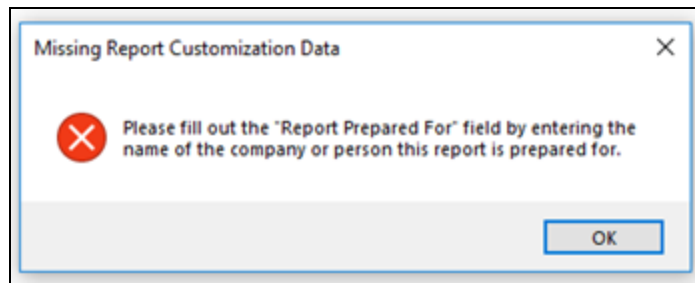 Missing Report Customization Data
Please fill out the "Report Prepared For" field by entering the
name of the company or person this report is prepared for.
OK